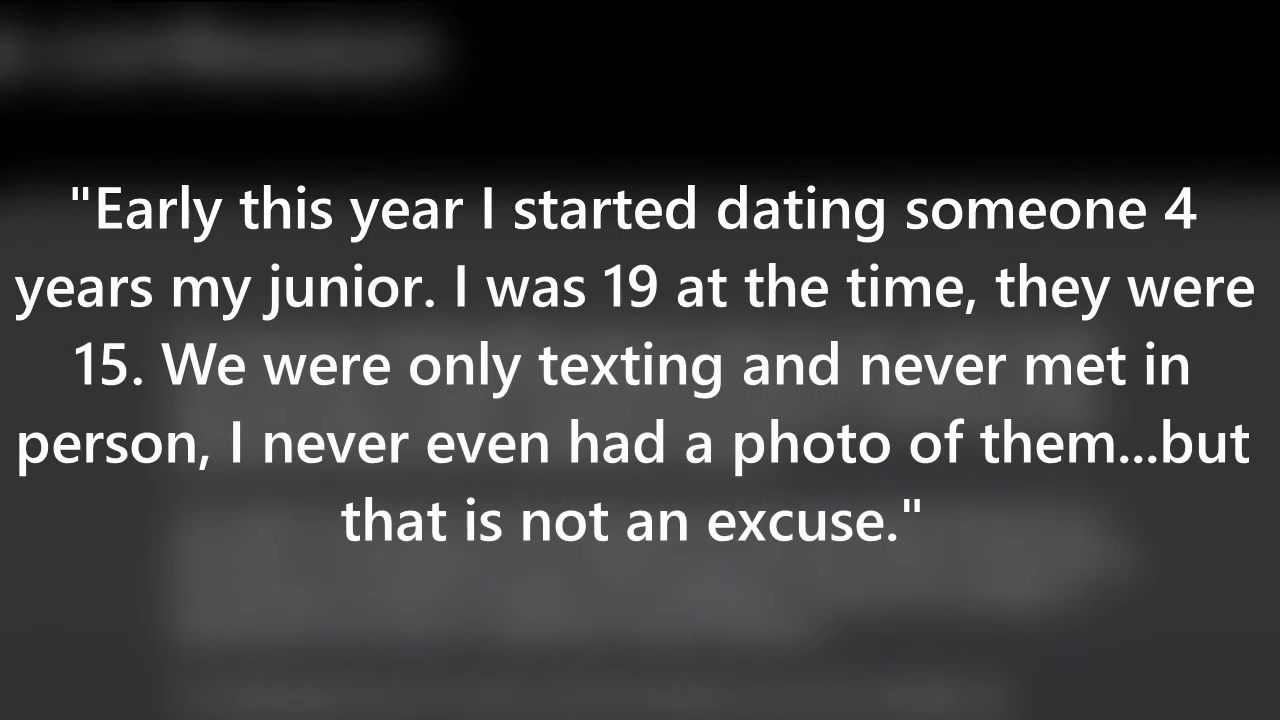 "Early this year I started dating someone 4
years my junior. I was 19 at the time, they were
15. We were only texting and never met in
person, I never even had a photo of them...but
that is not an excuse."